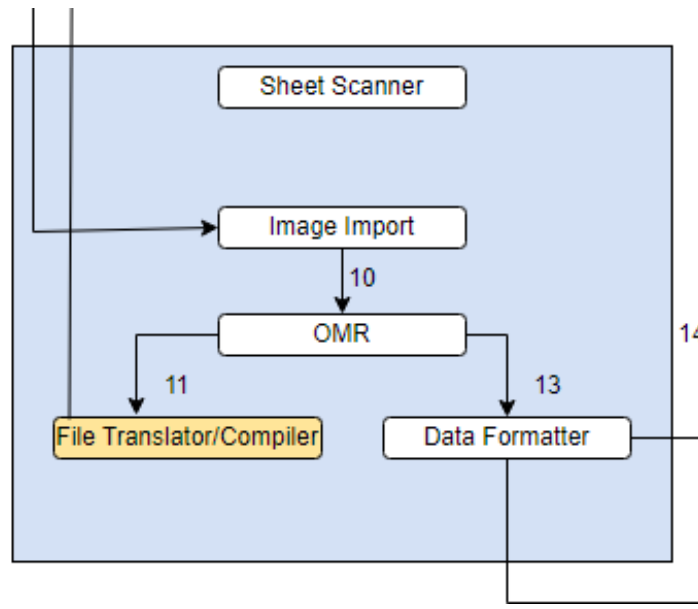 Sheet Scanner
Image Import
10
OMR
14
11
13
File Translator/Compiler
Data Formatter